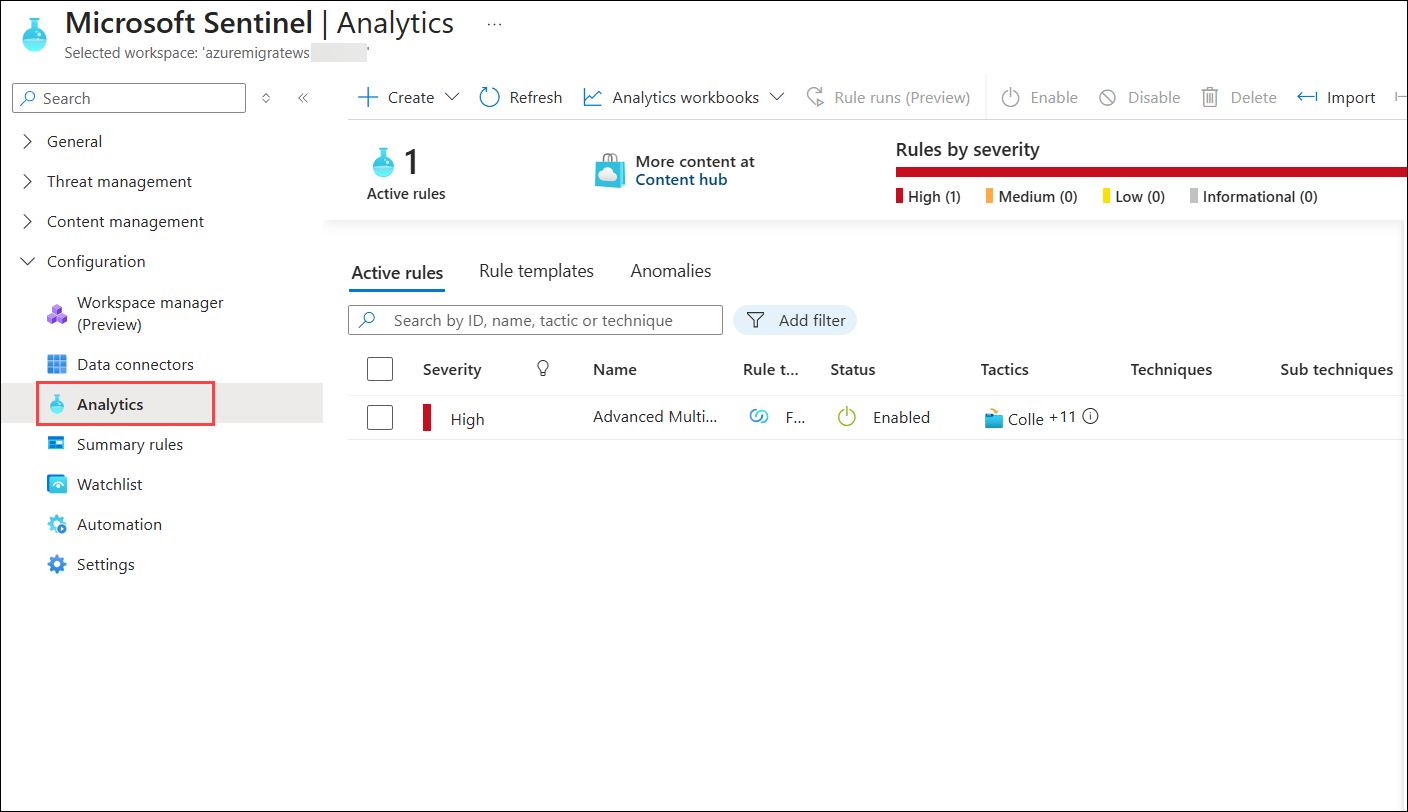 Microsoft Sentinel | Analytics ...
Selected workspace: 'azuremigratews '
Search
General
Threat management
Content management
Configuration
Workspace manager
(Preview)
Data connectors
Analytics
Summary rules
Watchlist
Automation
Settings
Create Refresh Analytics workbooks Rule runs (Preview) Enable Disable Delete Import
1
Active rules
More content at
Content hub
Rules by severity
High (1) Medium (0) Low (0) Informational (0)
Active rules Rule templates Anomalies
Search by ID, name, tactic or technique Add filter
Severity Name Rule t... Status Tactics Techniques Sub techniques
High Advanced Multi... F... Enabled Colle +11